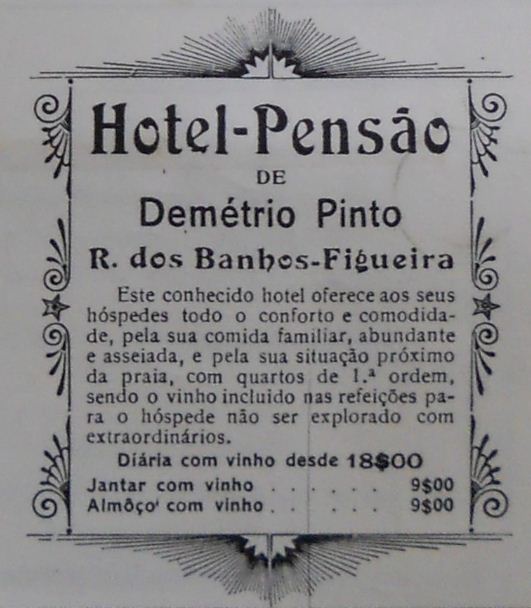 Hotel-Pensão
DE
Demétrio Pinto
R. dos Banhos-Figueira
Este conhecido hotel oferece aos seus
hóspedes todo o conforto e comodida-
de, pela sua comida familiar, abundante
e asseiada, e pela sua situação próximo
da praia, com quartos de 1.ª ordem,
sendo o vinho incluido nas refeições pa-
ra o hóspede não ser explorado com
extraordinários.
Diária com vinho desde 18$00
Jantar com vinho . . . . . . 9$00
Almôço com vinho . . . . . . 9$00